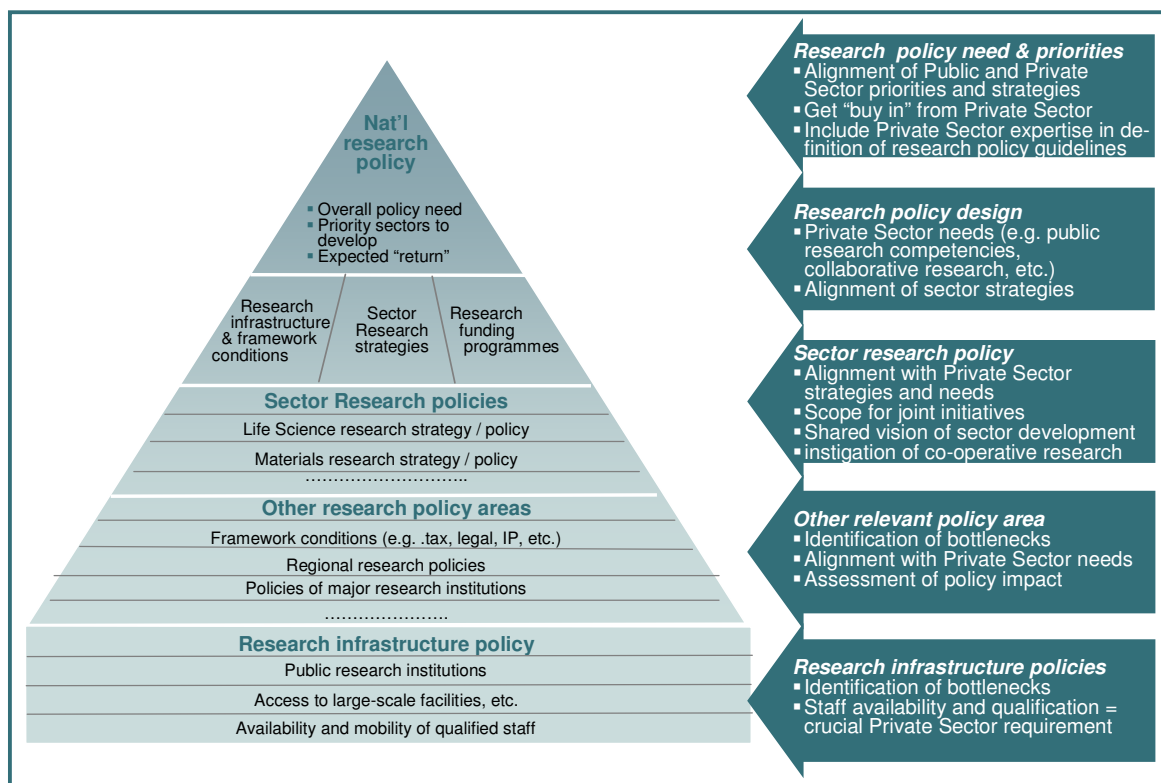 Nat'l
research
policy
▪ Overall policy need
▪ Priority sectors to
develop
▪ Expected “return”
Research
infrastructure
& framework
conditions
Sector
Research
strategies
Research
funding
programmes
Sector Research policies
Life Science research strategy / policy
Materials research strategy / policy
………………………..
Other research policy areas
Framework conditions (e.g. .tax, legal, IP, etc.)
Regional research policies
Policies of major research institutions
………………….
Research infrastructure policy
Public research institutions
Access to large-scale facilities, etc.
Availability and mobility of qualified staff
Research policy need & priorities
▪ Alignment of Public and Private
Sector priorities and strategies
▪ Get “buy in” from Private Sector
▪ Include Private Sector expertise in de-
finition of research policy guidelines
Research policy design
▪ Private Sector needs (e.g. public
research competencies,
collaborative research, etc.)
▪ Alignment of sector strategies
Sector research policy
▪ Alignment with Private Sector
strategies and needs
▪ Scope for joint initiatives
▪ Shared vision of sector development
▪ instigation of co-operative research
Other relevant policy area
▪ Identification of bottlenecks
▪ Alignment with Private Sector needs
▪ Assessment of policy impact
Research infrastructure policies
▪ Identification of bottlenecks
▪ Staff availability and qualification =
crucial Private Sector requirement